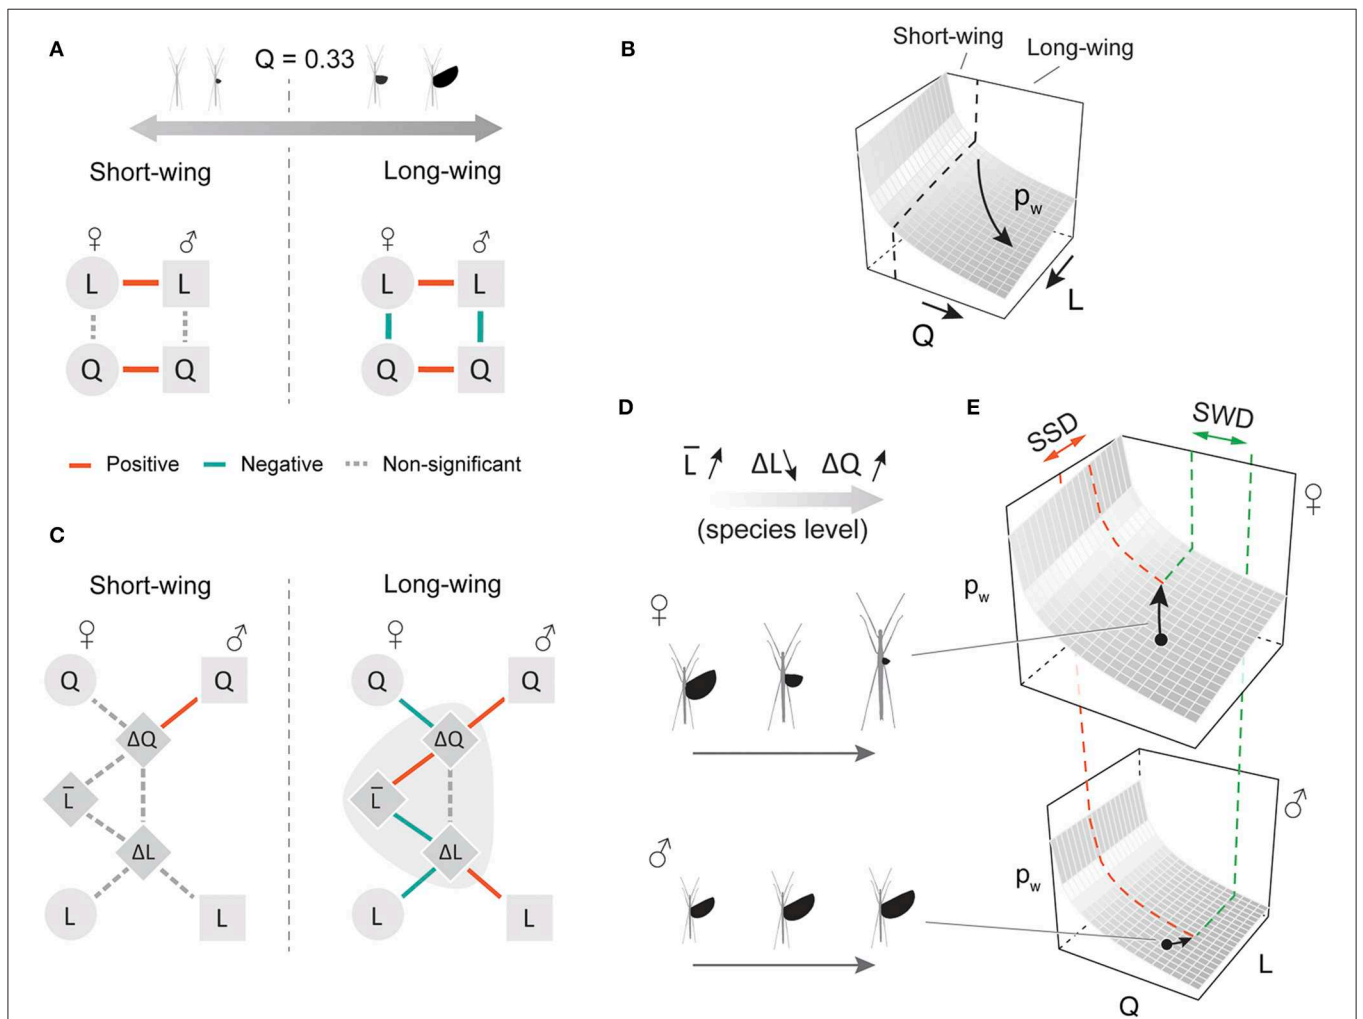 A
Q = 0.33
Short-wing
Long-wing
♀
♂
♀
♂
L
L
L
L
Q
Q
Q
Q
Positive
Negative
Non-significant
B
Short-wing
Long-wing
p_w
Q
L
C
Short-wing
Long-wing
♀
♂
♀
♂
Q
Q
Q
Q
ΔQ
ΔQ
L̅
L̅
ΔL
ΔL
L
L
L
L
D
L̅ ΔL ΔQ
(species level)
♀
♂
E
SSD
SWD
♀
p_w
♂
p_w
L
Q